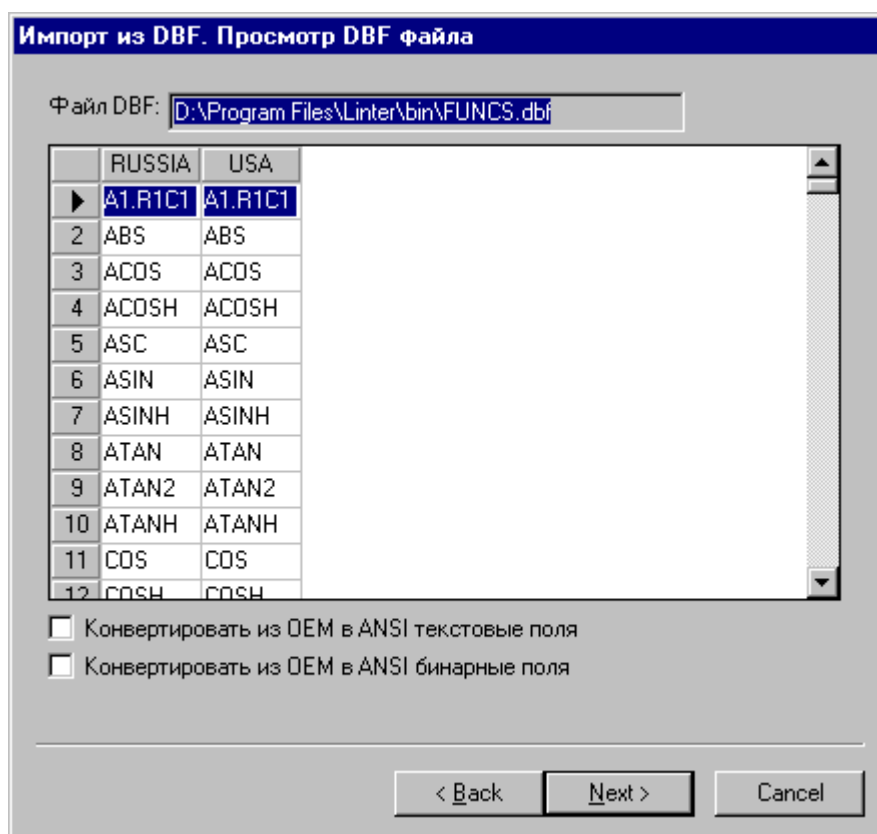 Импорт из DBF. Просмотр DBF файла
Файл DBF: D:\Program Files\Linter\bin\FUNCS.dbf
RUSSIA USA
A1.R1C1 A1.R1C1
2 ABS ABS
3 ACOS ACOS
4 ACOSH ACOSH
5 ASC ASC
6 ASIN ASIN
7 ASINH ASINH
8 ATAN ATAN
9 ATAN2 ATAN2
10 ATANH ATANH
11 COS COS
12 COSH COSH
Конвертировать из OEM в ANSI текстовые поля
Конвертировать из OEM в ANSI бинарные поля
< Back Next > Cancel